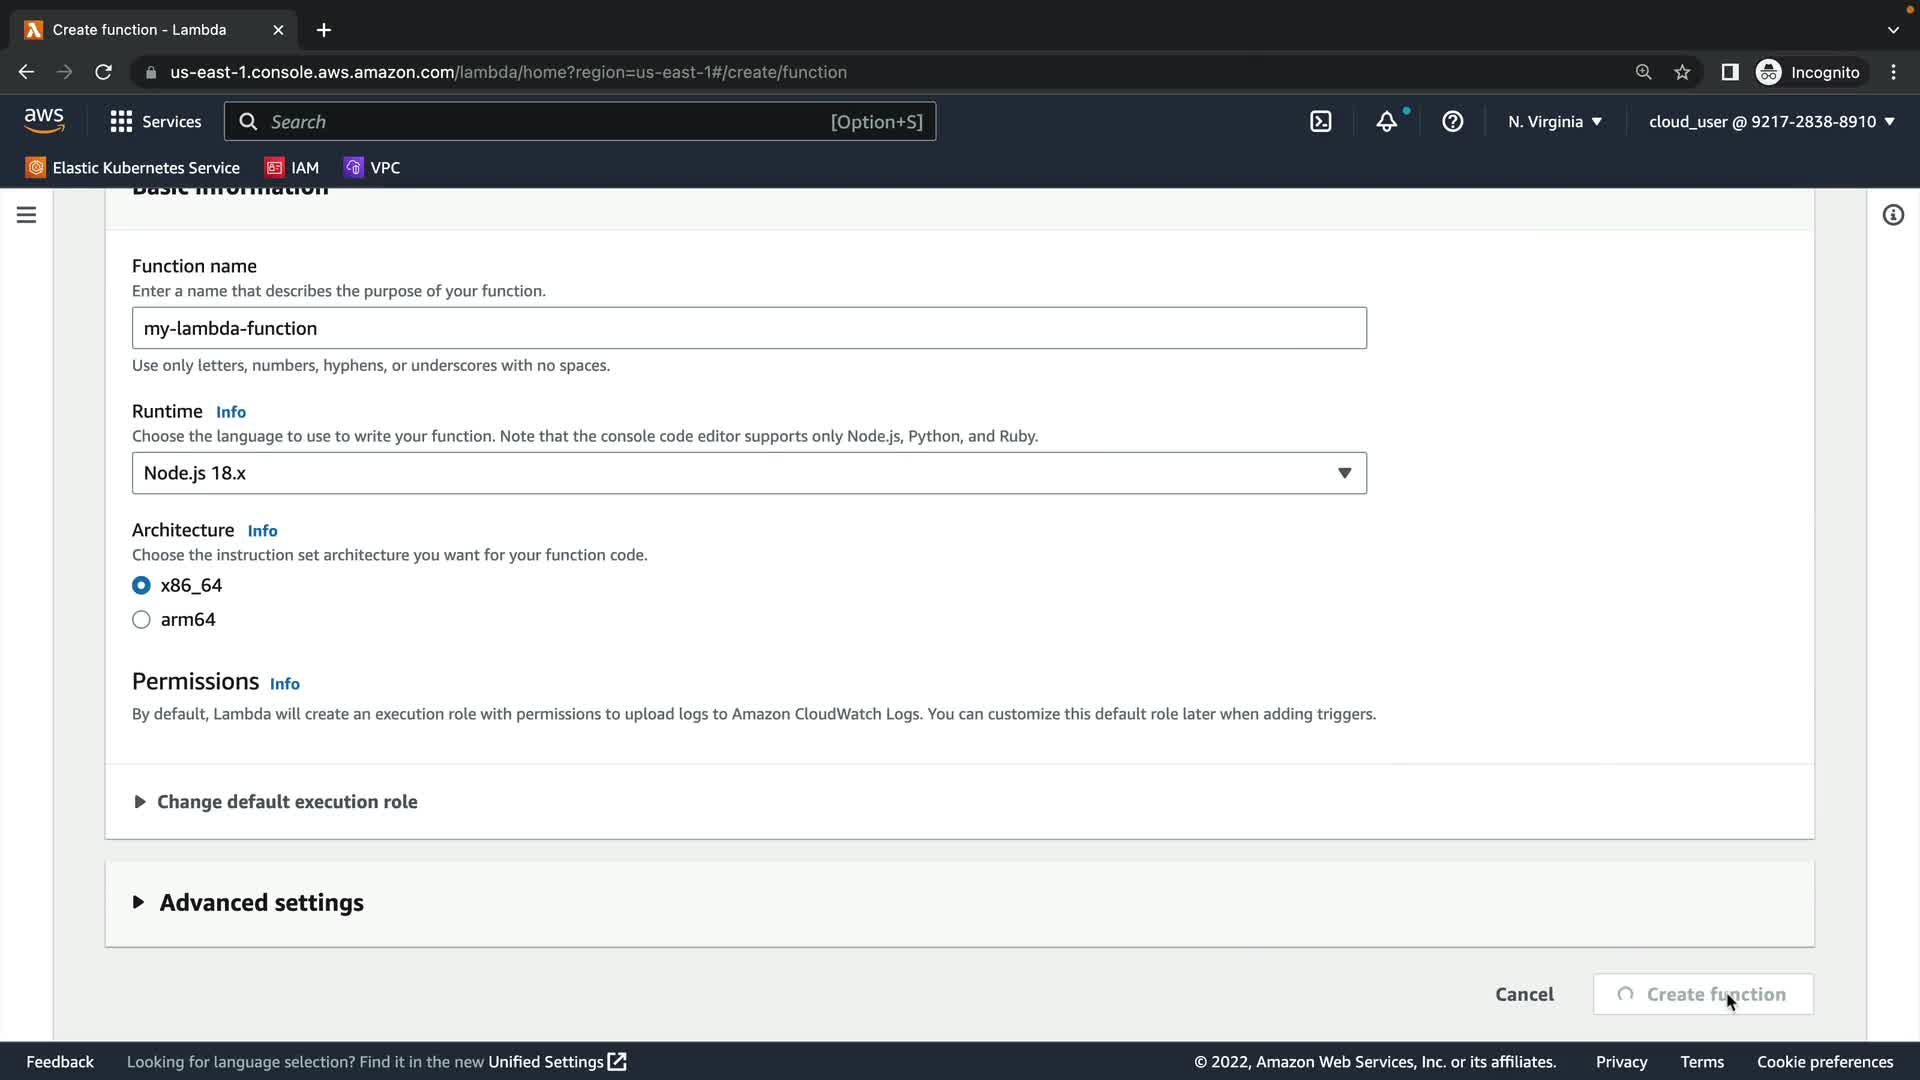 Create function - Lambda
us-east-1.console.aws.amazon.com/lambda/home?region=us-east-1#/create/function
Incognito
aws
Services
Search
[Option+S]
N. Virginia
cloud_user @ 9217-2838-8910
Elastic Kubernetes Service
IAM
VPC
Basic information
Function name
Enter a name that describes the purpose of your function.
my-lambda-function
Use only letters, numbers, hyphens, or underscores with no spaces.
Runtime Info
Choose the language to use to write your function. Note that the console code editor supports only Node.js, Python, and Ruby.
Node.js 18.x
Architecture Info
Choose the instruction set architecture you want for your function code.
x86_64
arm64
Permissions Info
By default, Lambda will create an execution role with permissions to upload logs to Amazon CloudWatch Logs. You can customize this default role later when adding triggers.
Change default execution role
Advanced settings
Cancel
Create function
Feedback
Looking for language selection? Find it in the new Unified Settings
© 2022, Amazon Web Services, Inc. or its affiliates.
Privacy
Terms
Cookie preferences